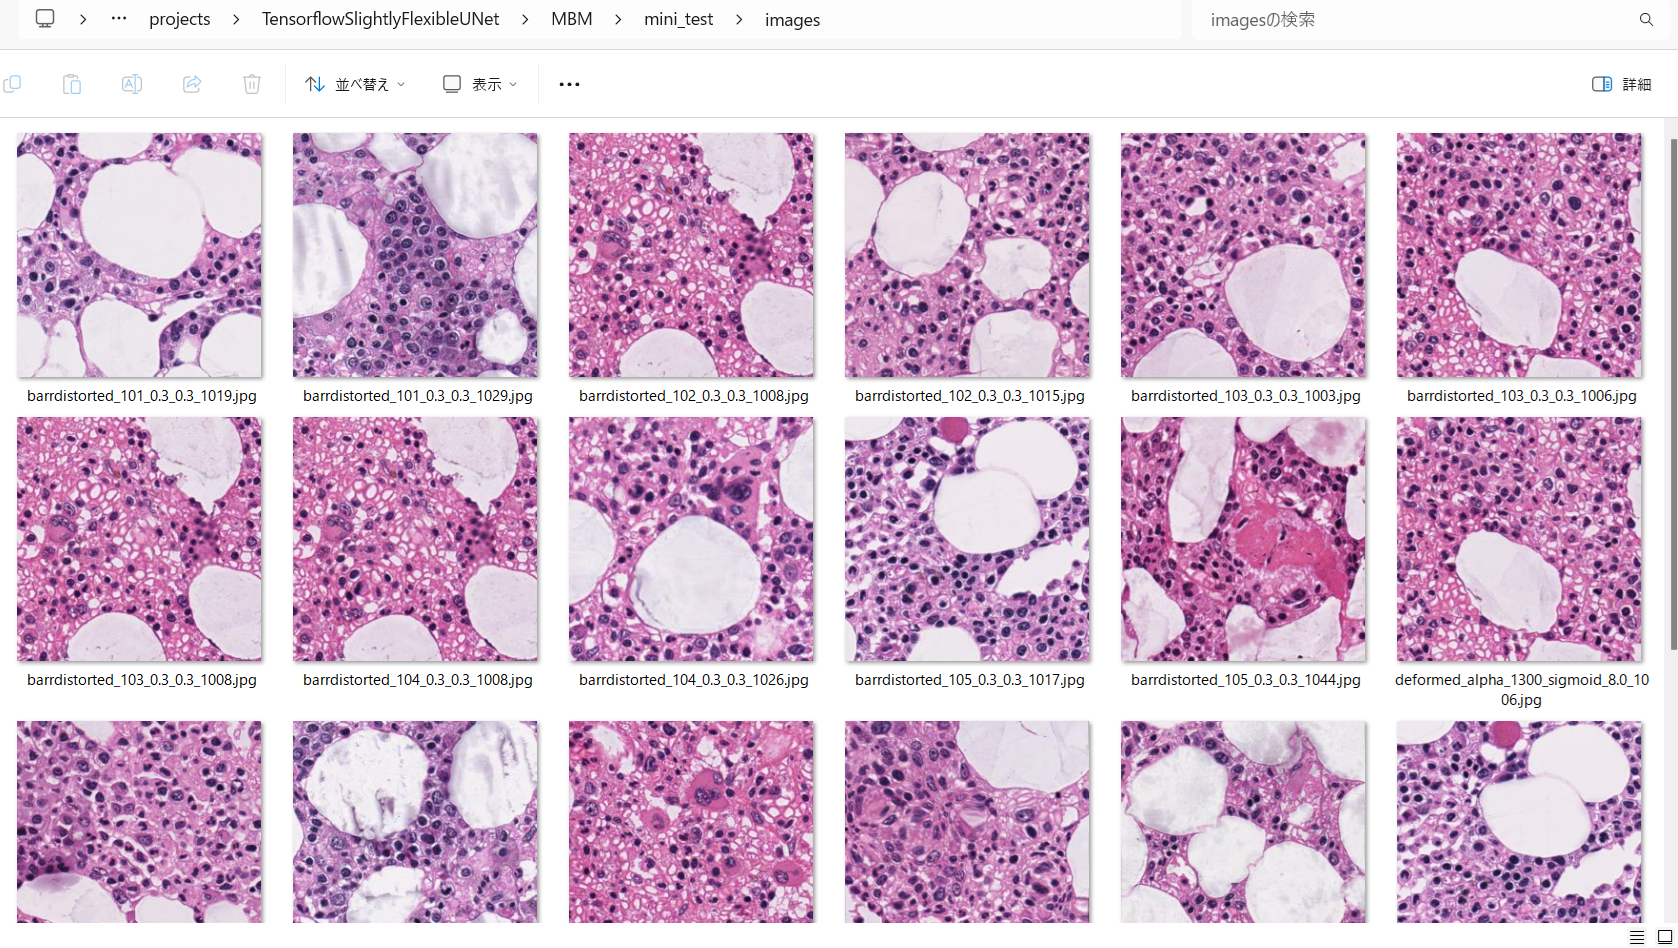 projects > TensorflowSlightlyFlexibleUNet > MBM > mini_test > images
imagesの検索
並べ替え
表示
詳細
barrdistorted_101_0.3_0.3_1019.jpg
barrdistorted_101_0.3_0.3_1029.jpg
barrdistorted_102_0.3_0.3_1008.jpg
barrdistorted_102_0.3_0.3_1015.jpg
barrdistorted_103_0.3_0.3_1003.jpg
barrdistorted_103_0.3_0.3_1006.jpg
barrdistorted_103_0.3_0.3_1008.jpg
barrdistorted_104_0.3_0.3_1008.jpg
barrdistorted_104_0.3_0.3_1026.jpg
barrdistorted_105_0.3_0.3_1017.jpg
barrdistorted_105_0.3_0.3_1044.jpg
deformed_alpha_1300_sigmoid_8.0_10
06.jpg